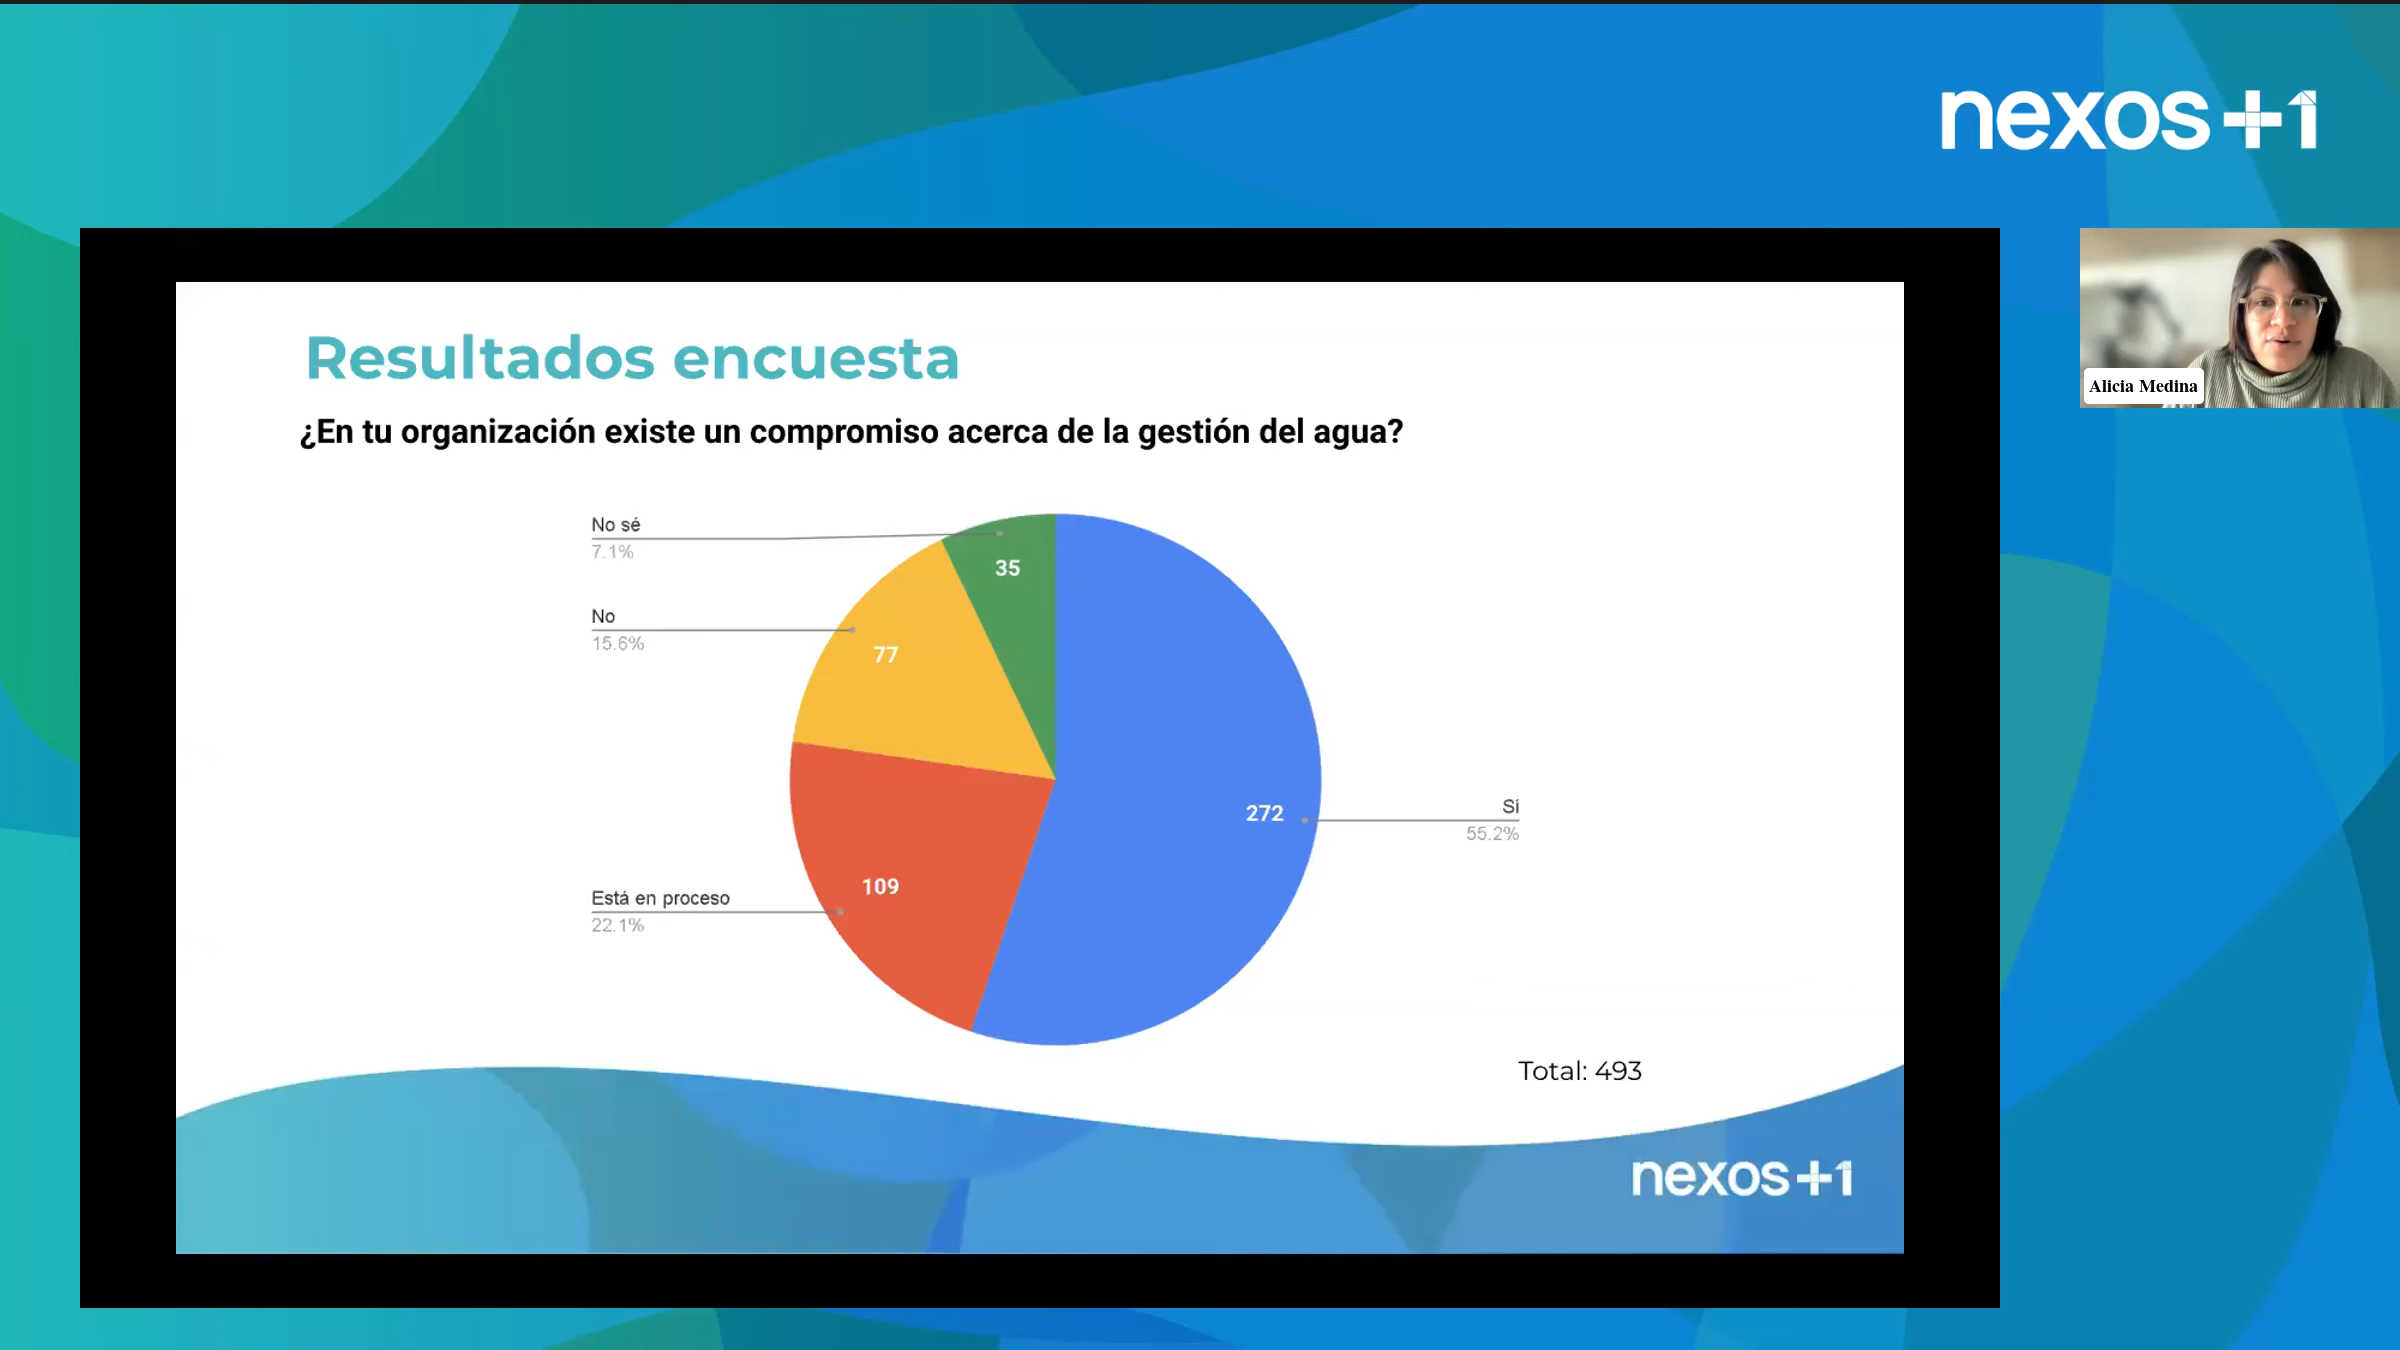 nexos+1
Alicia Medina
Resultados encuesta
¿En tu organización existe un compromiso acerca de la gestión del agua?
No sé
7.1%
35
No
15.6%
77
272
Sí
55.2%
109
Está en proceso
22.1%
Total: 493
nexos+1